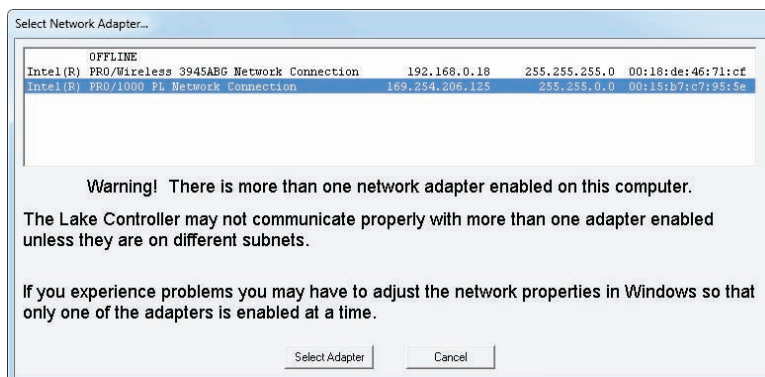 Select Network Adapter...
OFFLINE
Intel(R) PRO/Wireless 3945ABG Network Connection 192.168.0.18 255.255.255.0 00:18:de:46:71:cf
Intel(R) PRO/1000 PL Network Connection 169.254.206.125 255.255.0.0 00:15:b7:c7:95:5e
Warning! There is more than one network adapter enabled on this computer.
The Lake Controller may not communicate properly with more than one adapter enabled
unless they are on different subnets.
If you experience problems you may have to adjust the network properties in Windows so that
only one of the adapters is enabled at a time.
Select Adapter Cancel